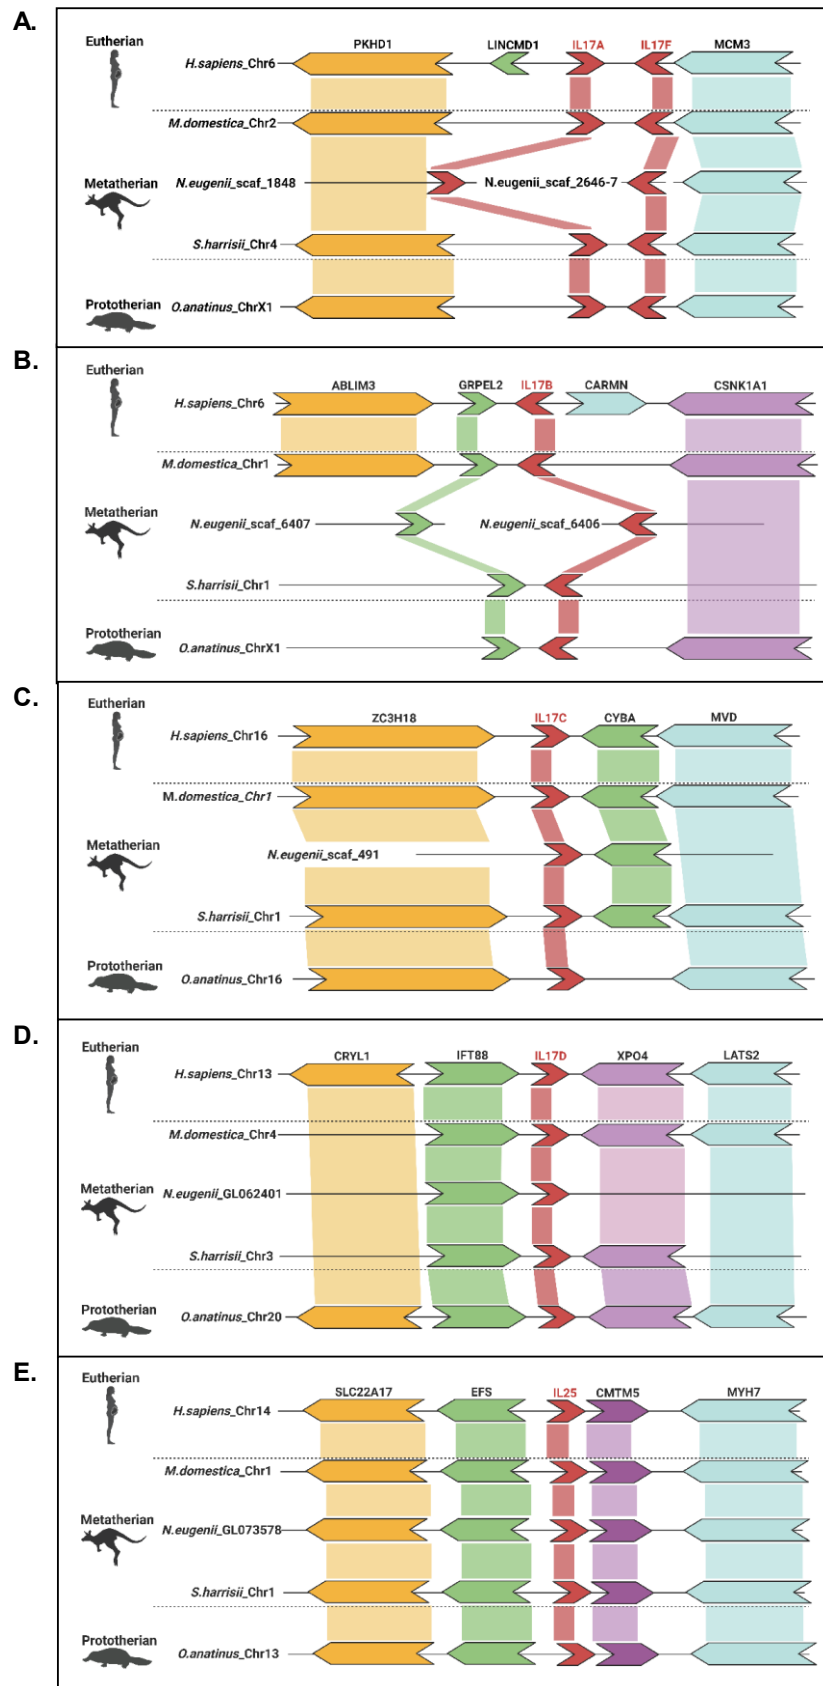 A.
Eutherian
PKHD1 LINCMD1 IL17A IL17F MCM3
H.sapiens_Chr6
M.domestica_Chr2
Metatherian
N.eugenii_scaf_1848 N.eugenii_scaf_2646-7
S.harrisii_Chr4
Prototherian
O.anatinus_ChrX1
B.
Eutherian
ABLIM3 GRPEL2 IL17B CARMN CSNK1A1
H.sapiens_Chr6
M.domestica_Chr1
Metatherian
N.eugenii_scaf_6407 N.eugenii_scaf_6406
S.harrisii_Chr1
Prototherian
O.anatinus_ChrX1
C.
Eutherian
ZC3H18 IL17C CYBA MVD
H.sapiens_Chr16
M.domestica_Chr1
Metatherian
N.eugenii_scaf_491
S.harrisii_Chr1
Prototherian
O.anatinus_Chr16
D.
Eutherian
CRYL1 IFT88 IL17D XPO4 LATS2
H.sapiens_Chr13
M.domestica_Chr4
Metatherian
N.eugenii_GL062401
S.harrisii_Chr3
Prototherian
O.anatinus_Chr20
E.
Eutherian
SLC22A17 EFS IL25 CMTM5 MYH7
H.sapiens_Chr14
M.domestica_Chr1
Metatherian
N.eugenii_GL073578
S.harrisii_Chr1
Prototherian
O.anatinus_Chr13